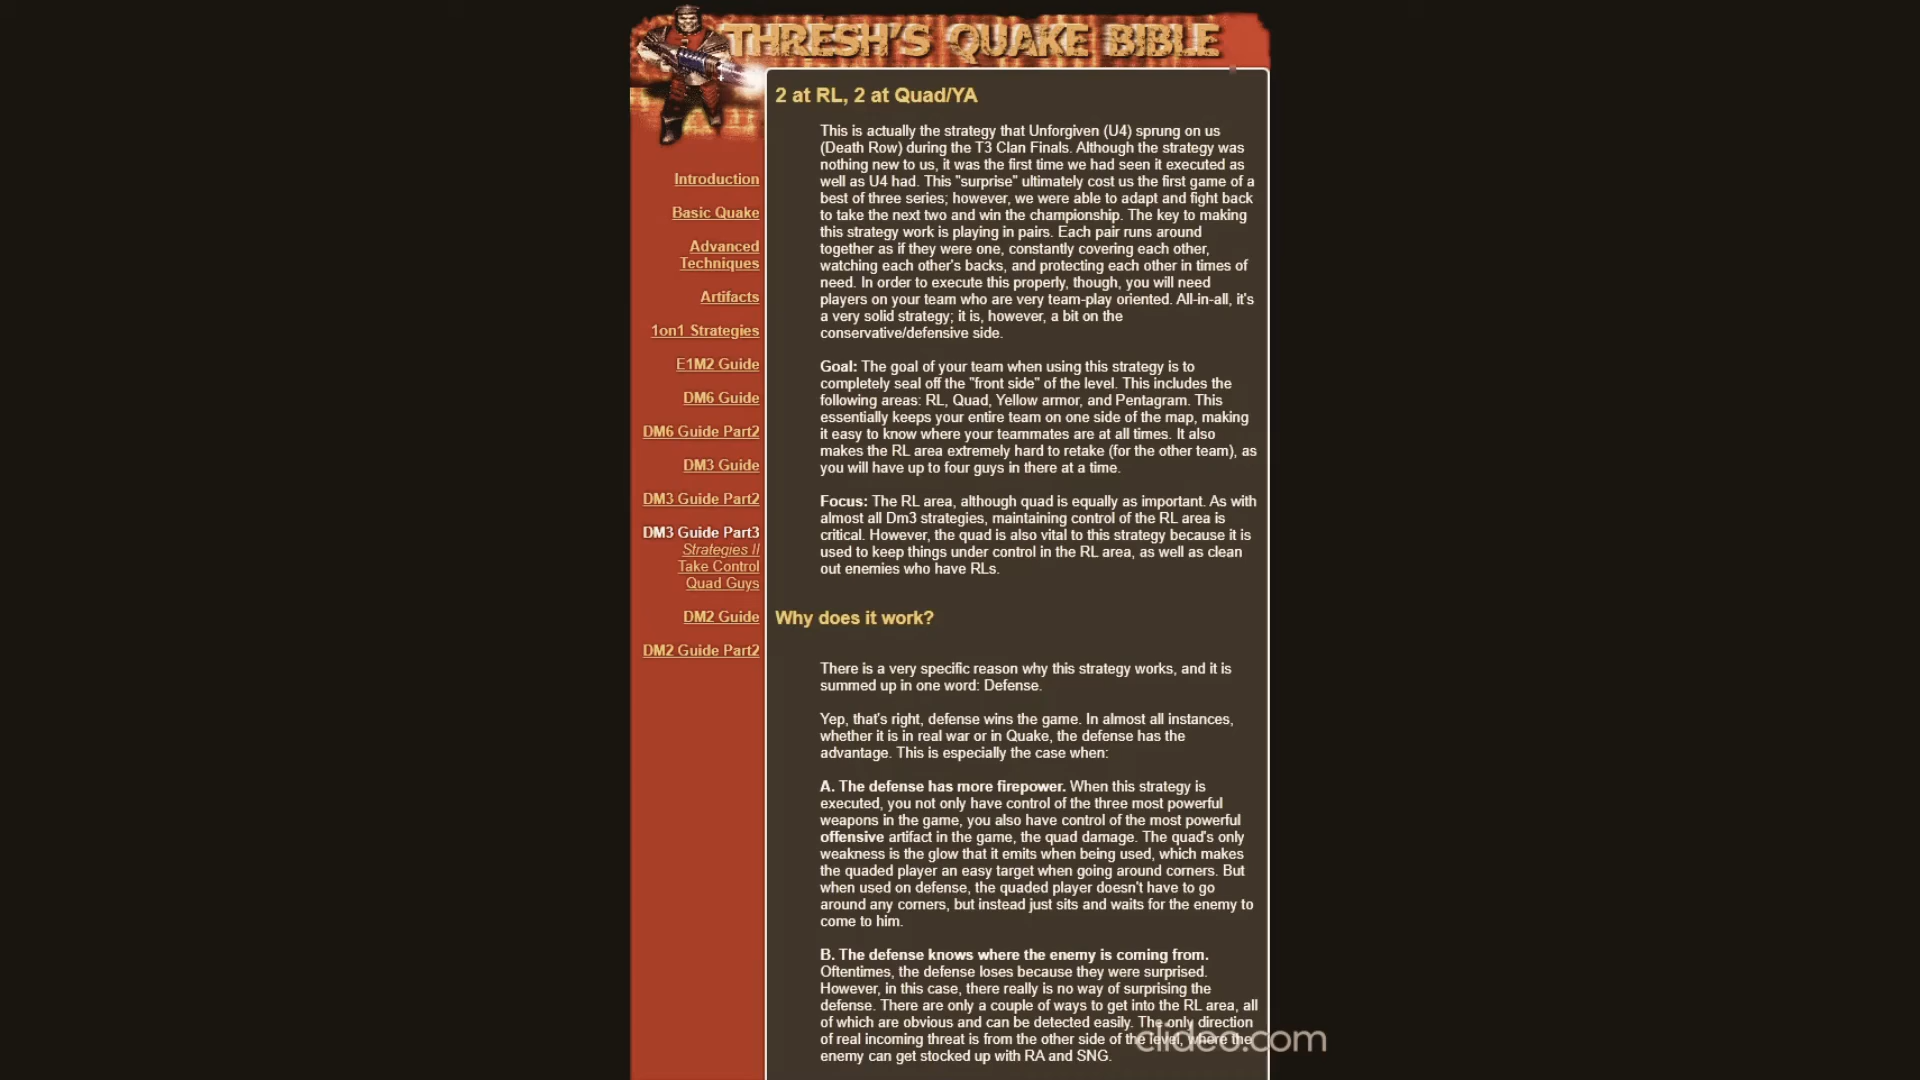 THRESH'S QUAKE BIBLE
Introduction
Basic Quake
Advanced
Techniques
Artifacts
1on1 Strategies
E1M2 Guide
DM6 Guide
DM6 Guide Part2
DM3 Guide
DM3 Guide Part2
DM3 Guide Part3
Strategies II
Take Control
Quad Guys
DM2 Guide
DM2 Guide Part2
2 at RL, 2 at Quad/YA
This is actually the strategy that Unforgiven (U4) sprung on us
(Death Row) during the T3 Clan Finals. Although the strategy was
nothing new to us, it was the first time we had seen it executed as
well as U4 had. This "surprise" ultimately cost us the first game of a
best of three series; however, we were able to adapt and fight back
to take the next two and win the championship. The key to making
this strategy work is playing in pairs. Each pair runs around
together as if they were one, constantly covering each other,
watching each other's backs, and protecting each other in times of
need. In order to execute this properly, though, you will need
players on your team who are very team-play oriented. All-in-all, it's
a very solid strategy; it is, however, a bit on the
conservative/defensive side.
Goal: The goal of your team when using this strategy is to
completely seal off the "front side" of the level. This includes the
following areas: RL, Quad, Yellow armor, and Pentagram. This
essentially keeps your entire team on one side of the map, making
it easy to know where your teammates are at all times. It also
makes the RL area extremely hard to retake (for the other team), as
you will have up to four guys in there at a time.
Focus: The RL area, although quad is equally as important. As with
almost all Dm3 strategies, maintaining control of the RL area is
critical. However, the quad is also vital to this strategy because it is
used to keep things under control in the RL area, as well as clean
out enemies who have RLs.
Why does it work?
There is a very specific reason why this strategy works, and it is
summed up in one word: Defense.
Yep, that's right, defense wins the game. In almost all instances,
whether it is in real war or in Quake, the defense has the
advantage. This is especially the case when:
A. The defense has more firepower. When this strategy is
executed, you not only have control of the three most powerful
weapons in the game, you also have control of the most powerful
offensive artifact in the game, the quad damage. The quad's only
weakness is the glow that it emits when being used, which makes
the quaded player an easy target when going around corners. But
when used on defense, the quaded player doesn't have to go
around any corners, but instead just sits and waits for the enemy to
come to him.
B. The defense knows where the enemy is coming from.
Oftentimes, the defense loses because they were surprised.
However, in this case, there really is no way of surprising the
defense. There are only a couple of ways to get into the RL area, all
of which are obvious and can be detected easily. The only direction
of real incoming threat is from the other side of the level, where the
enemy can get stocked up with RA and SNG.
clideo.com